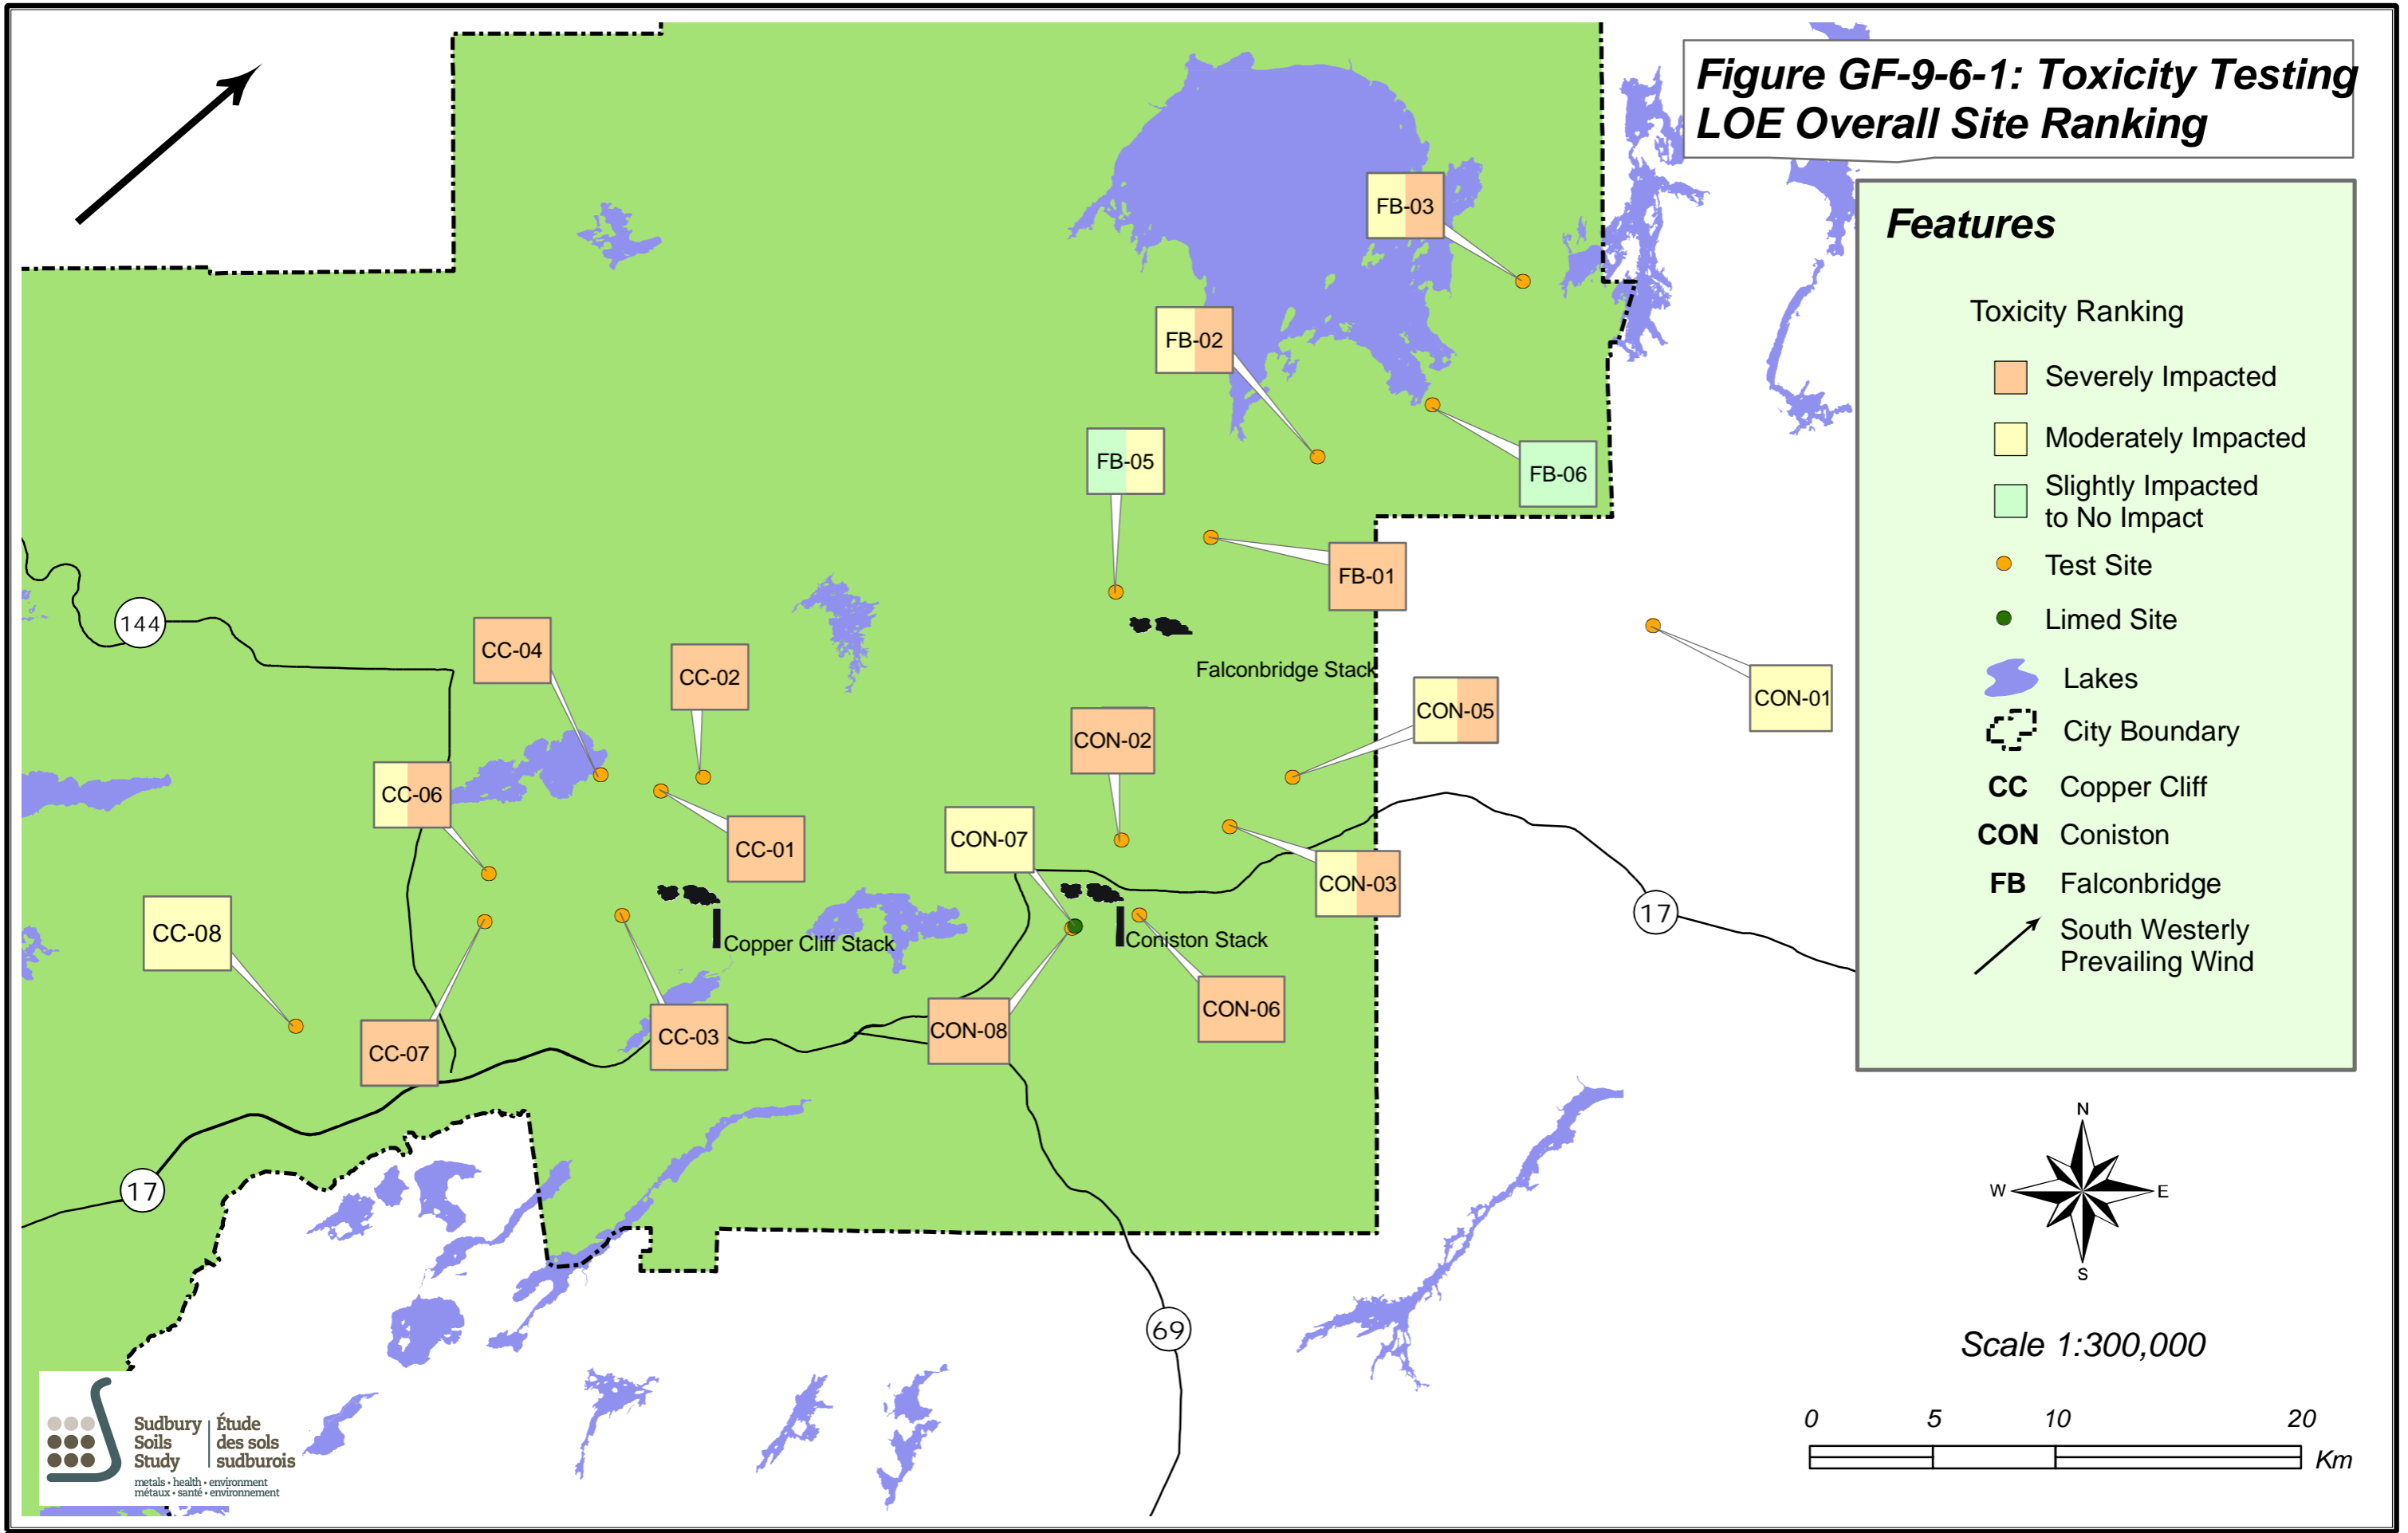 Figure GF-9-6-1: Toxicity Testing
LOE Overall Site Ranking
Features
Toxicity Ranking
Severely Impacted
Moderately Impacted
Slightly Impacted
to No Impact
Test Site
Limed Site
Lakes
City Boundary
CC Copper Cliff
CON Coniston
FB Falconbridge
South Westerly
Prevailing Wind
FB-03
FB-02
FB-05
FB-06
FB-01
144
CC-04
CC-02
Falconbridge Stack
CON-01
CON-05
CON-02
CC-06
CC-01
CON-07
CON-03
17
CC-08
Copper Cliff Stack
Coniston Stack
CON-06
CC-07
CC-03
CON-08
17
69
N
W
E
S
Scale 1:300,000
0 5 10 20
Km
Sudbury
Soils
Study
Étude
des sols
sudburois
metals • health • environment
métaux • santé • environnement